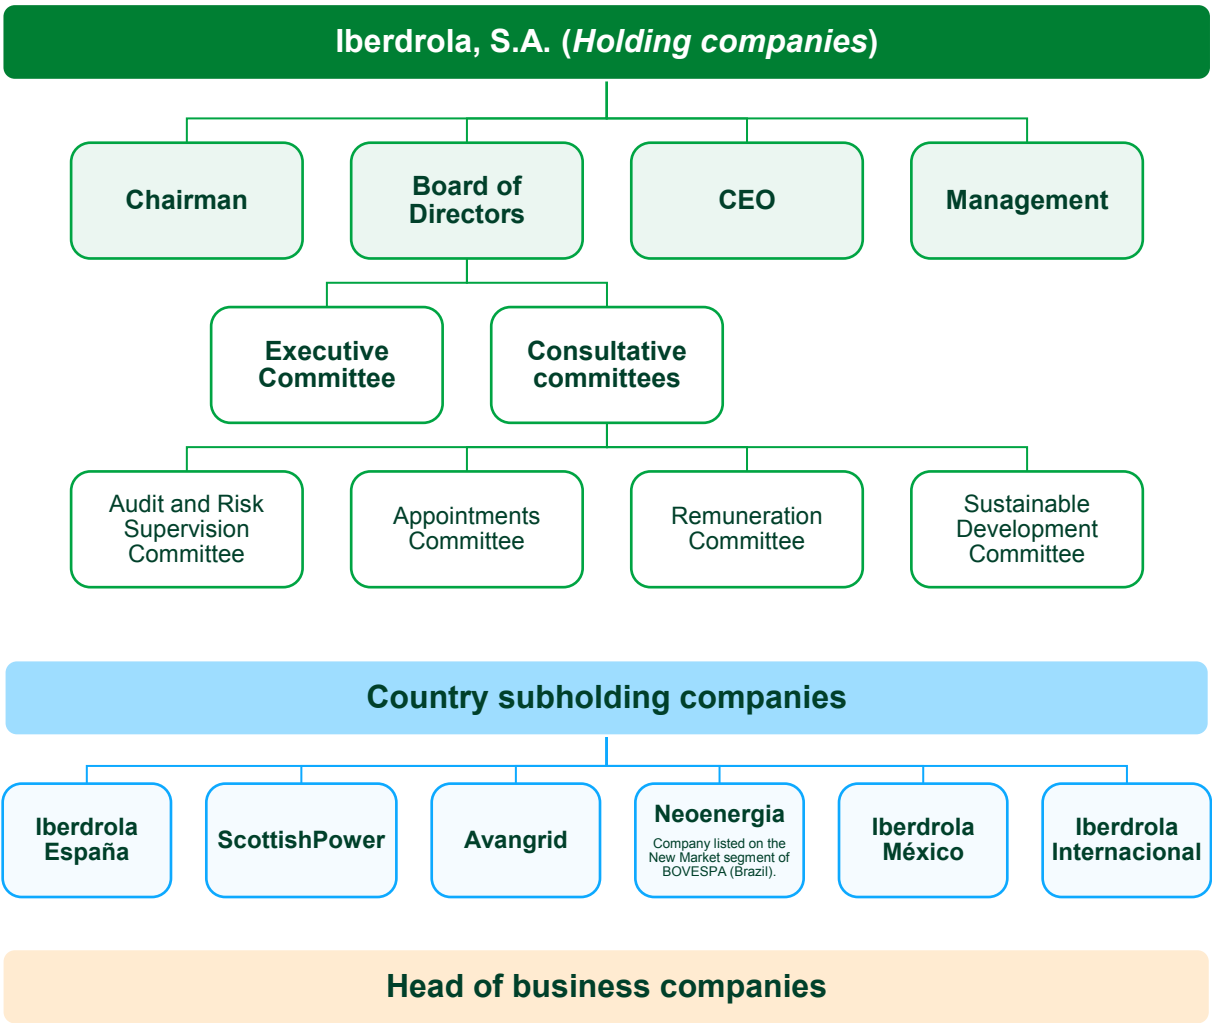 Iberdrola, S.A. (Holding companies)
Chairman
Board of
Directors
CEO
Management
Executive
Committee
Consultative
committees
Audit and Risk
Supervision
Committee
Appointments
Committee
Remuneration
Committee
Sustainable
Development
Committee
Country subholding companies
Iberdrola
España
ScottishPower
Avangrid
Neoenergia
Company listed on the
New Market segment of
BOVESPA (Brazil).
Iberdrola
México
Iberdrola
Internacional
Head of business companies